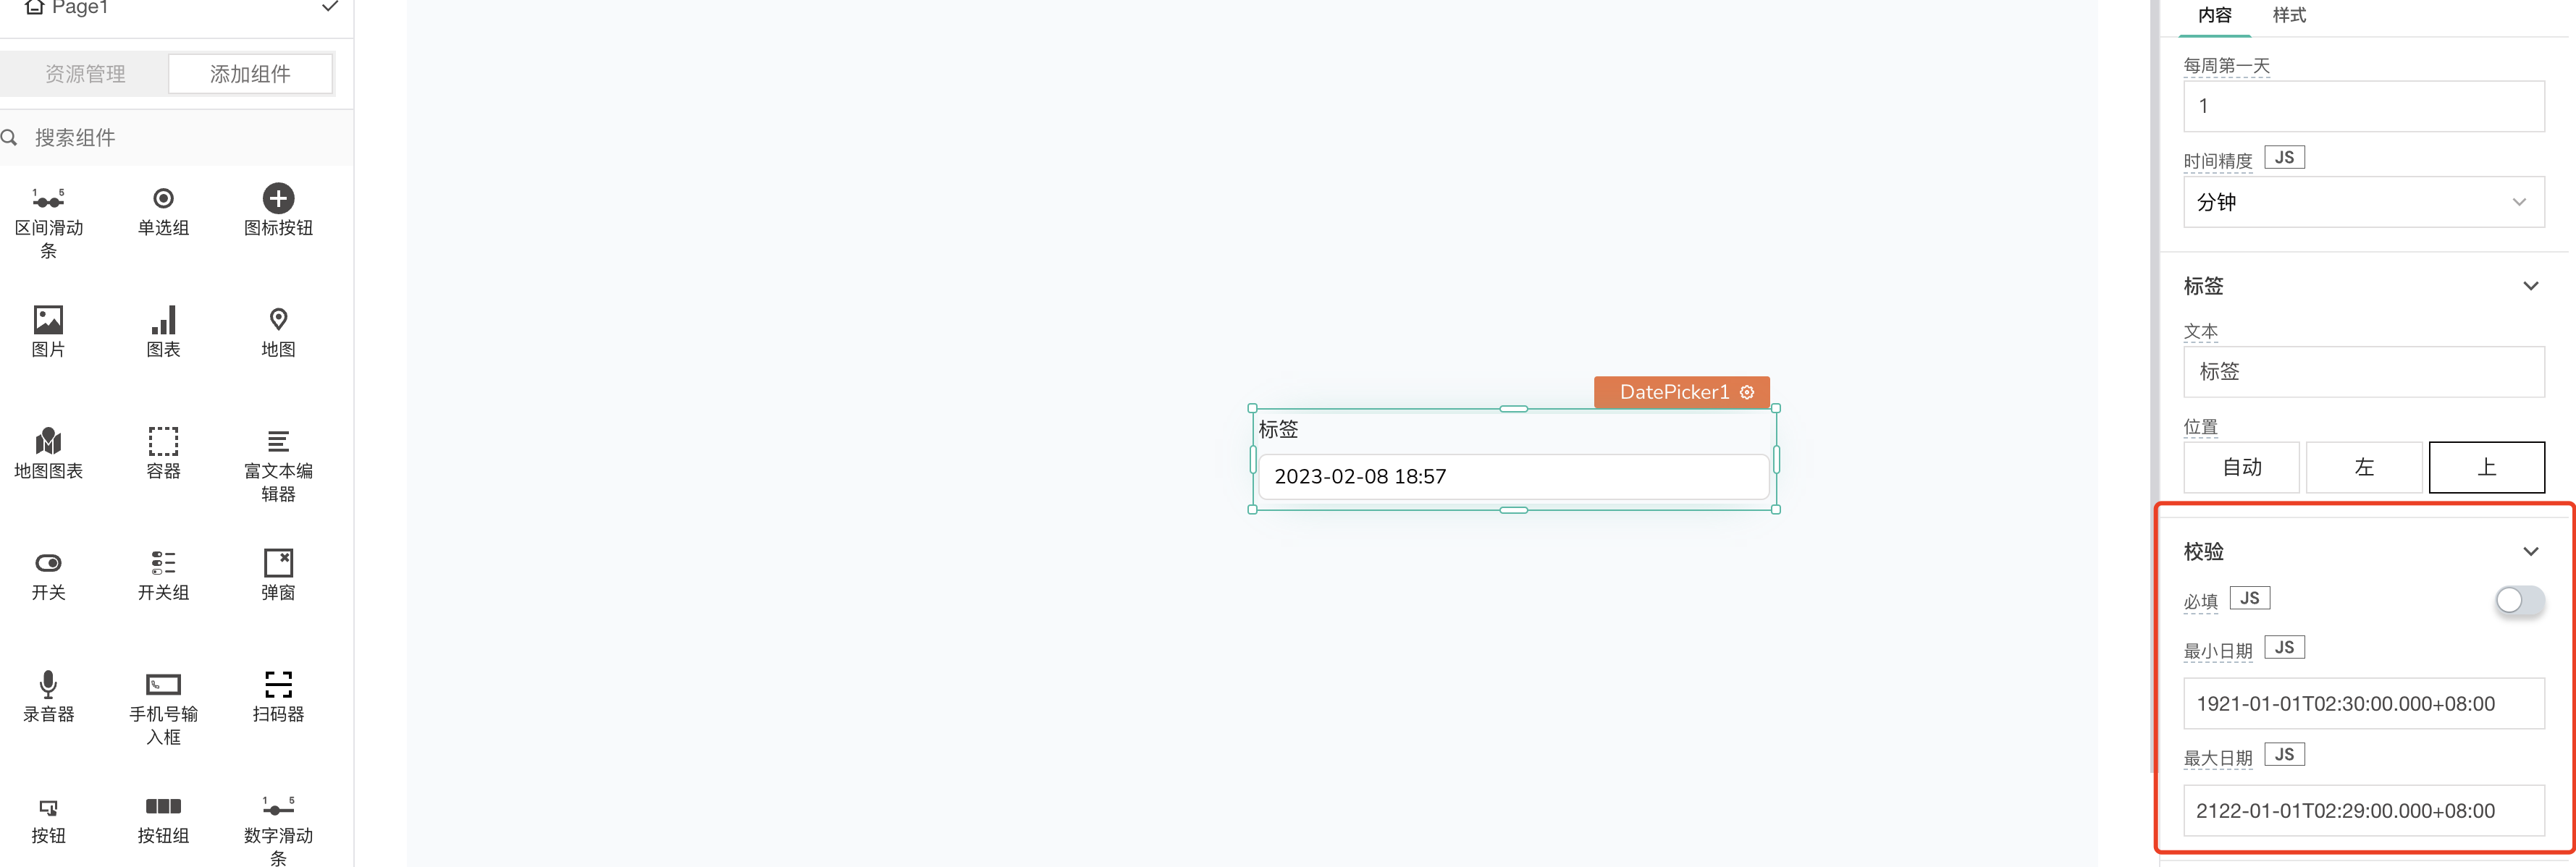 Page1
资源管理
添加组件
搜索组件
1 5
区间滑动
条
单选组
图标按钮
图片
图表
地图
地图图表
容器
富文本编
辑器
开关
开关组
弹窗
录音器
手机号输
入框
扫码器
按钮
按钮组
1 5
数字滑动
条
DatePicker1
标签
2023-02-08 18:57
内容
样式
每周第一天
1
时间精度 JS
分钟
标签
文本
标签
位置
自动
左
上
校验
必填 JS
最小日期 JS
1921-01-01T02:30:00.000+08:00
最大日期 JS
2122-01-01T02:29:00.000+08:00